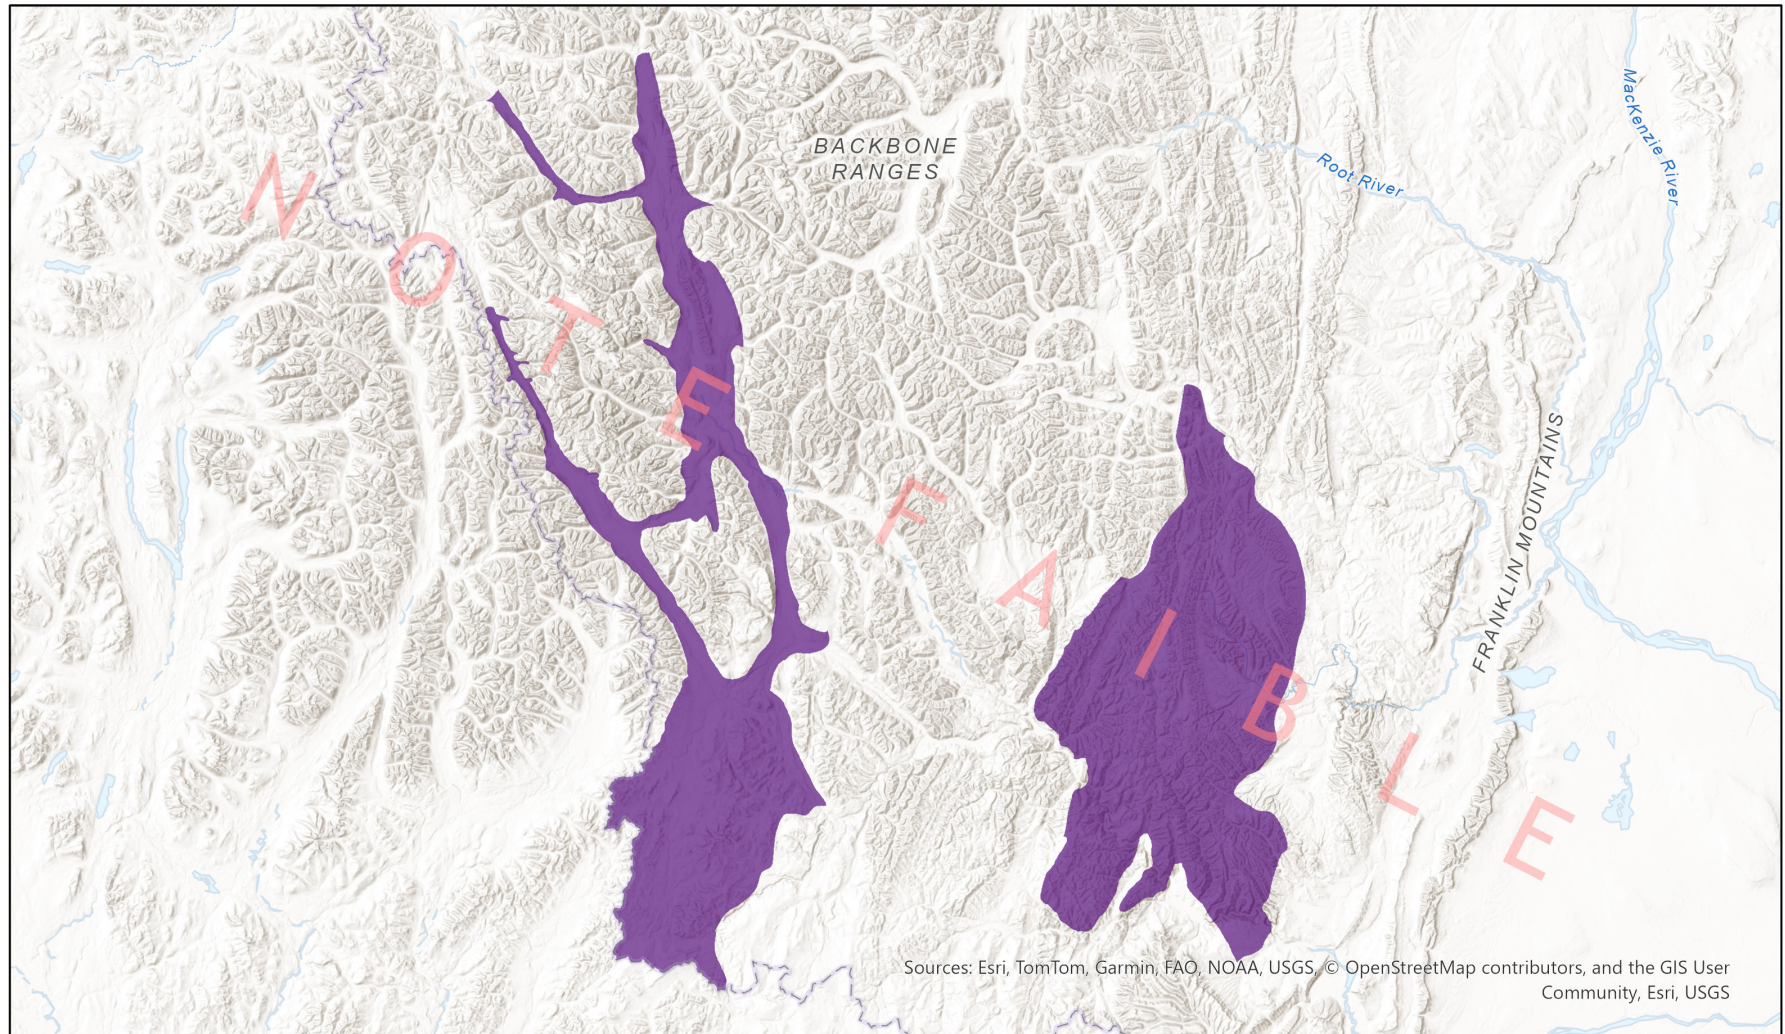 BACKBONE
RANGES
Root River
MacKenzie River
FRANKLIN MOUNTAINS
NOTE FAIBLE
Sources: Esri, TomTom, Garmin, FAO, NOAA, USGS, © OpenStreetMap contributors, and the GIS User
Community, Esri, USGS